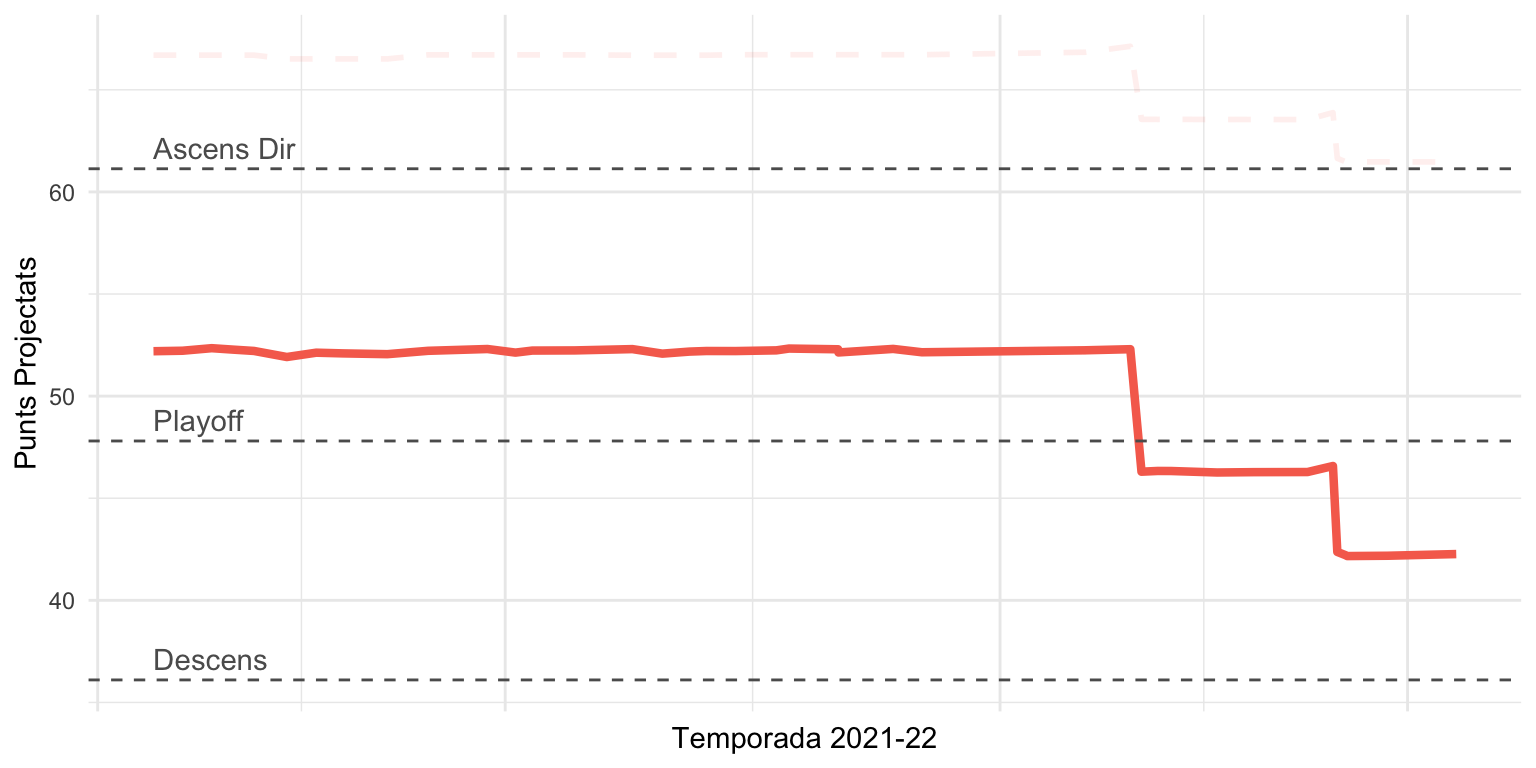 Ascens Dir
60
Punts Projectats
50
Playoff
40
Descens
Temporada 2021-22